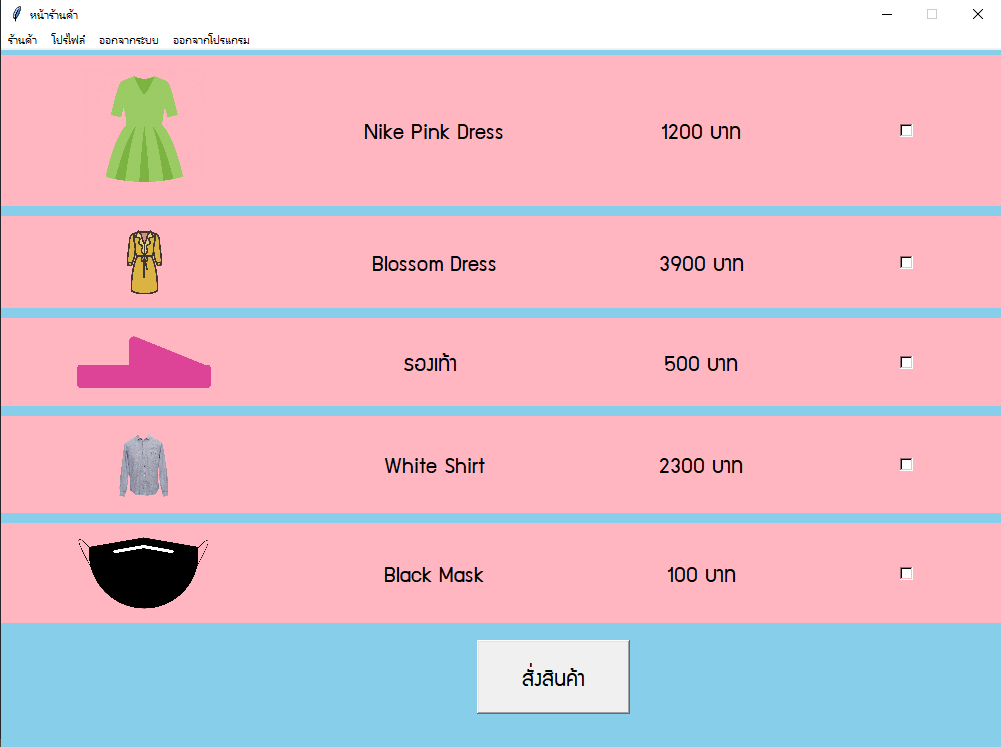 หน้าร้านค้า
ร้านค้า โปรไฟล์ ออกจากระบบ ออกจากโปรแกรม
Nike Pink Dress 1200 บาท
Blossom Dress 3900 บาท
รองเท้า 500 บาท
White Shirt 2300 บาท
Black Mask 100 บาท
สั่งสินค้า